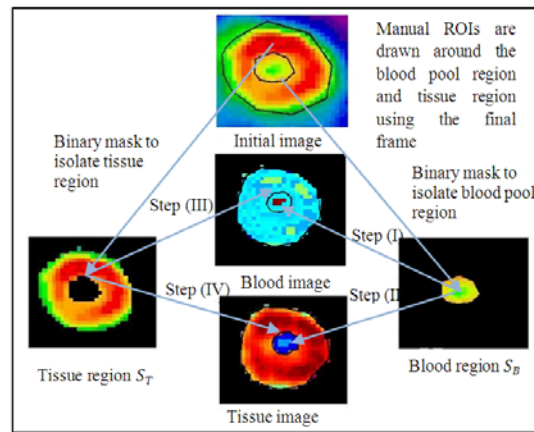 Manual ROIs are
drawn around the
blood pool region
and tissue region
using the final
frame
Initial image
Binary mask to
isolate tissue
region
Binary mask to
isolate blood pool
region
Step (III)
Step (I)
Blood image
Step (IV)
Step (II)
Tissue region S_T
Blood region S_B
Tissue image